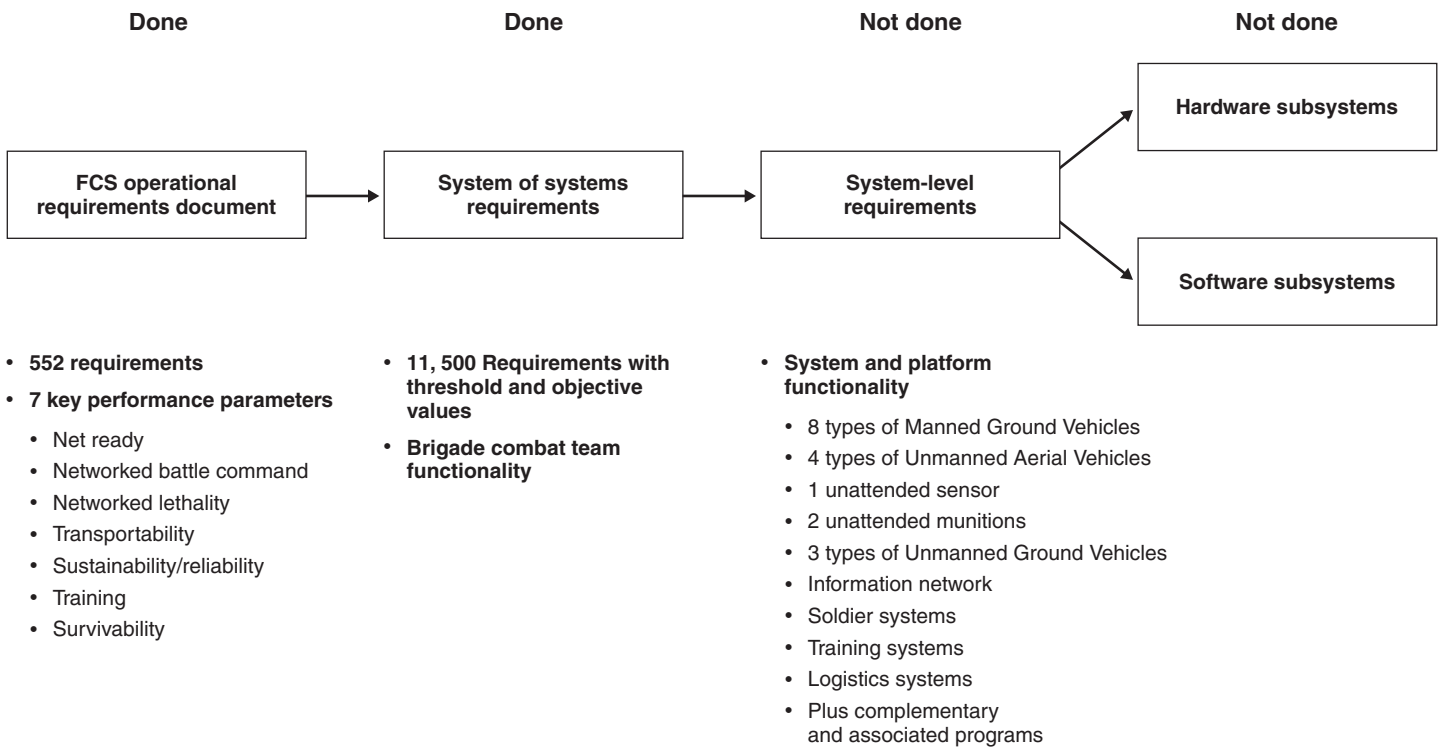 Done
Done
Not done
Not done
FCS operational
requirements document
System of systems
requirements
System-level
requirements
Hardware subsystems
Software subsystems
• 552 requirements
• 7 key performance parameters
• Net ready
• Networked battle command
• Networked lethality
• Transportability
• Sustainability/reliability
• Training
• Survivability
• 11, 500 Requirements with
threshold and objective
values
• Brigade combat team
functionality
• System and platform
functionality
• 8 types of Manned Ground Vehicles
• 4 types of Unmanned Aerial Vehicles
• 1 unattended sensor
• 2 unattended munitions
• 3 types of Unmanned Ground Vehicles
• Information network
• Soldier systems
• Training systems
• Logistics systems
• Plus complementary
and associated programs